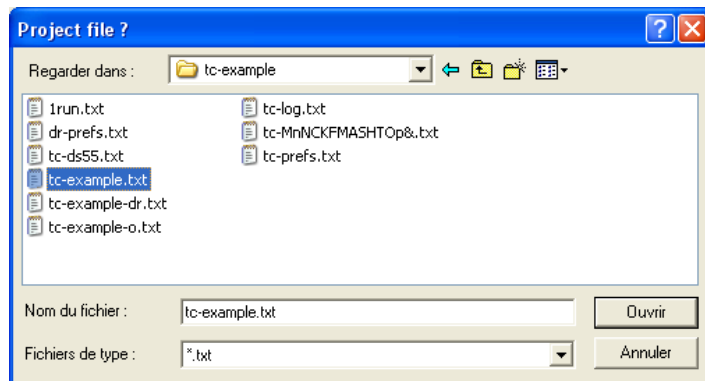 Project file ?
Regarder dans :
tc-example
1run.txt
dr-prefs.txt
tc-ds55.txt
tc-example.txt
tc-example-dr.txt
tc-example-o.txt
tc-log.txt
tc-MnNCKFMASHTOp&.txt
tc-prefs.txt
Nom du fichier :
tc-example.txt
Ouvrir
Fichiers de type :
*.txt
Annuler